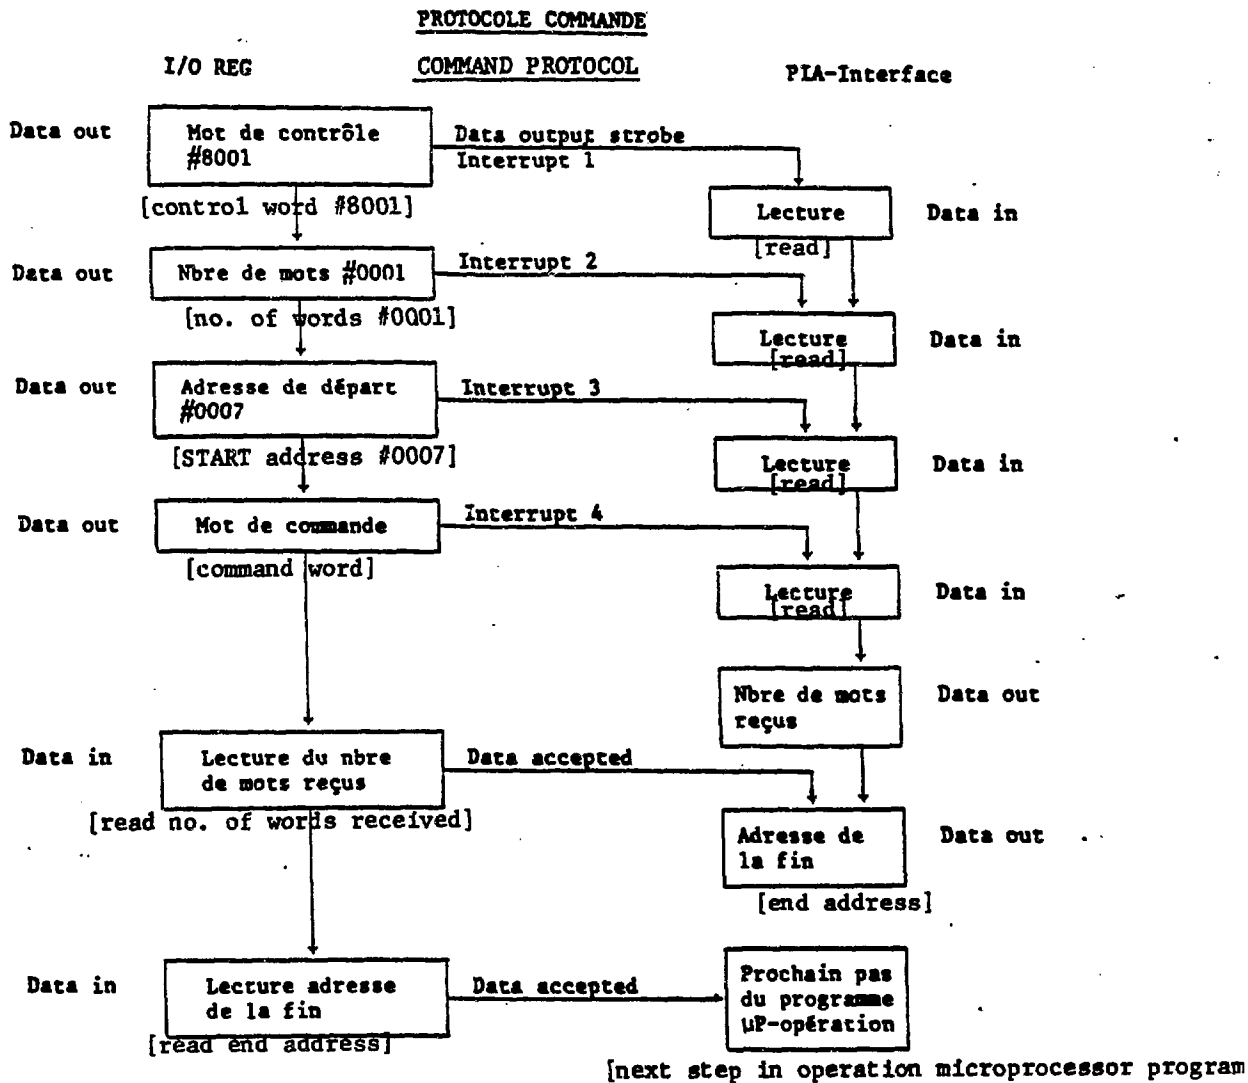 PROTOCOLE COMMANDE
I/O REG
COMMAND PROTOCOL
PIA-Interface
Data out
Mot de contrôle
#8001
Data output strobe
Interrupt 1
[control word #8001]
Lecture
[read]
Data in
Data out
Nbre de mots #0001
Interrupt 2
[no. of words #0001]
Lecture
[read]
Data in
Data out
Adresse de départ
#0007
Interrupt 3
[START address #0007]
Lecture
[read]
Data in
Data out
Mot de commande
Interrupt 4
[command word]
Lecture
[read]
Data in
Nbre de mots
reçus
Data out
Data in
Lecture du nbre
de mots reçus
Data accepted
[read no. of words received]
Adresse de
la fin
Data out
[end address]
Data in
Lecture adresse
de la fin
Data accepted
[read end address]
Prochain pas
du programme
µP-opération
[next step in operation microprocessor program